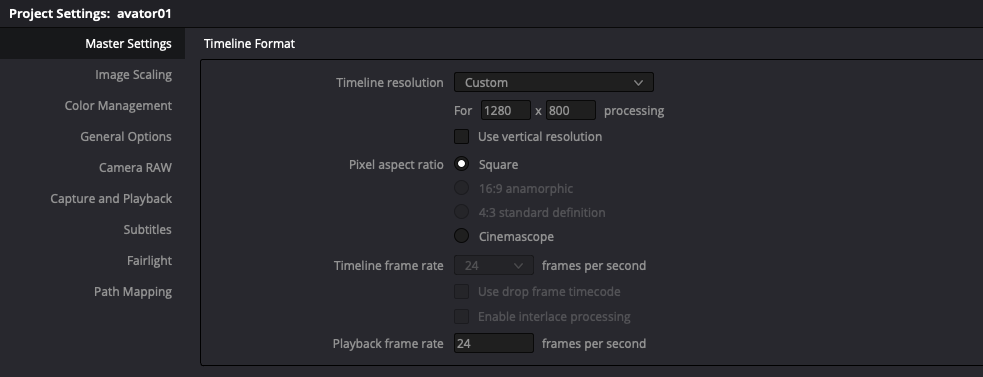 Project Settings: avator01
Master Settings
Image Scaling
Color Management
General Options
Camera RAW
Capture and Playback
Subtitles
Fairlight
Path Mapping
Timeline Format
Timeline resolution Custom
For 1280 x 800 processing
Use vertical resolution
Pixel aspect ratio Square
16:9 anamorphic
4:3 standard definition
Cinemascope
Timeline frame rate 24 frames per second
Use drop frame timecode
Enable interlace processing
Playback frame rate 24 frames per second